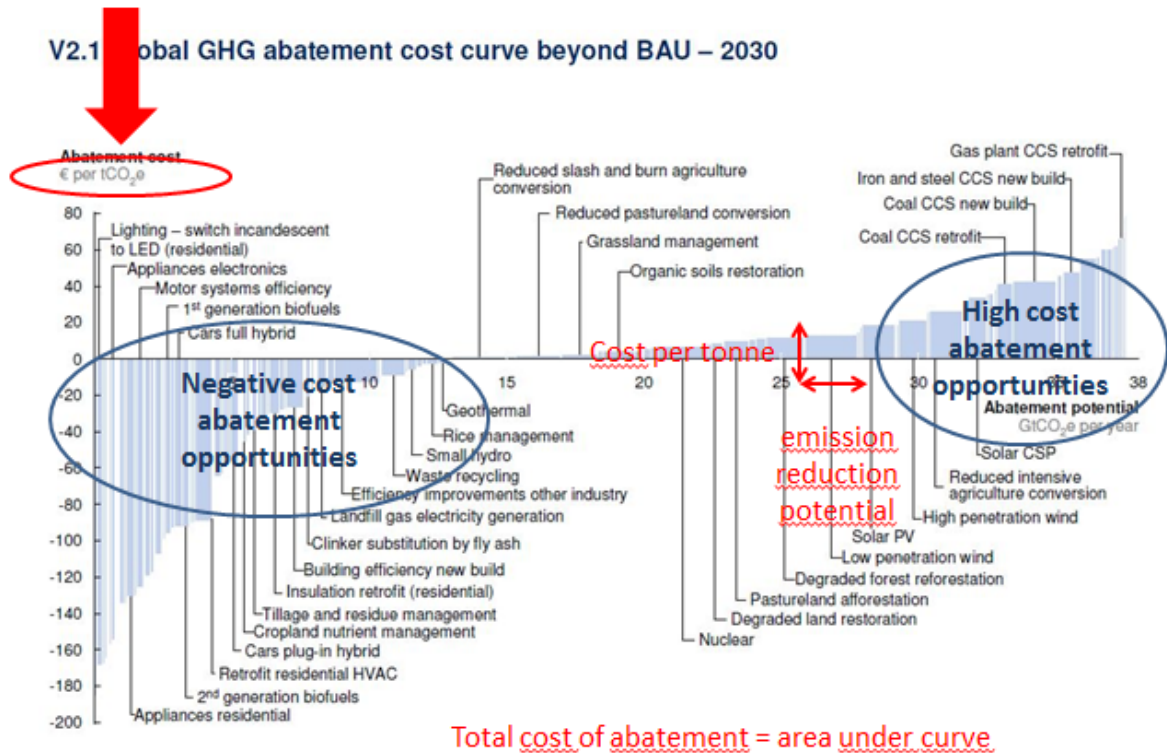 V2.1 obal GHG abatement cost curve beyond BAU – 2030
Abatement cost
€ per tCO₂e
80
60
40
20
0
-20
-40
-60
-80
-100
-120
-140
-160
-180
-200
Lighting – switch incandescent
to LED (residential)
Appliances electronics
Motor systems efficiency
1st generation biofuels
Cars full hybrid
Reduced slash and burn agriculture
conversion
Reduced pastureland conversion
Grassland management
Organic soils restoration
Gas plant CCS retrofit
Iron and steel CCS new build
Coal CCS new build
Coal CCS retrofit
Negative cost
abatement
opportunities
Cost per tonne
High cost
abatement
opportunities
10
15
20
25
30
38
Abatement potential
GtCO₂e per year
emission
reduction
potential
Geothermal
Rice management
Small hydro
Waste recycling
Efficiency improvements other industry
Landfill gas electricity generation
Clinker substitution by fly ash
Building efficiency new build
Insulation retrofit (residential)
Tillage and residue management
Cropland nutrient management
Cars plug-in hybrid
Retrofit residential HVAC
2nd generation biofuels
Appliances residential
Solar CSP
Reduced intensive
agriculture conversion
High penetration wind
Solar PV
Low penetration wind
Degraded forest reforestation
Pastureland afforestation
Degraded land restoration
Nuclear
Total cost of abatement = area under curve